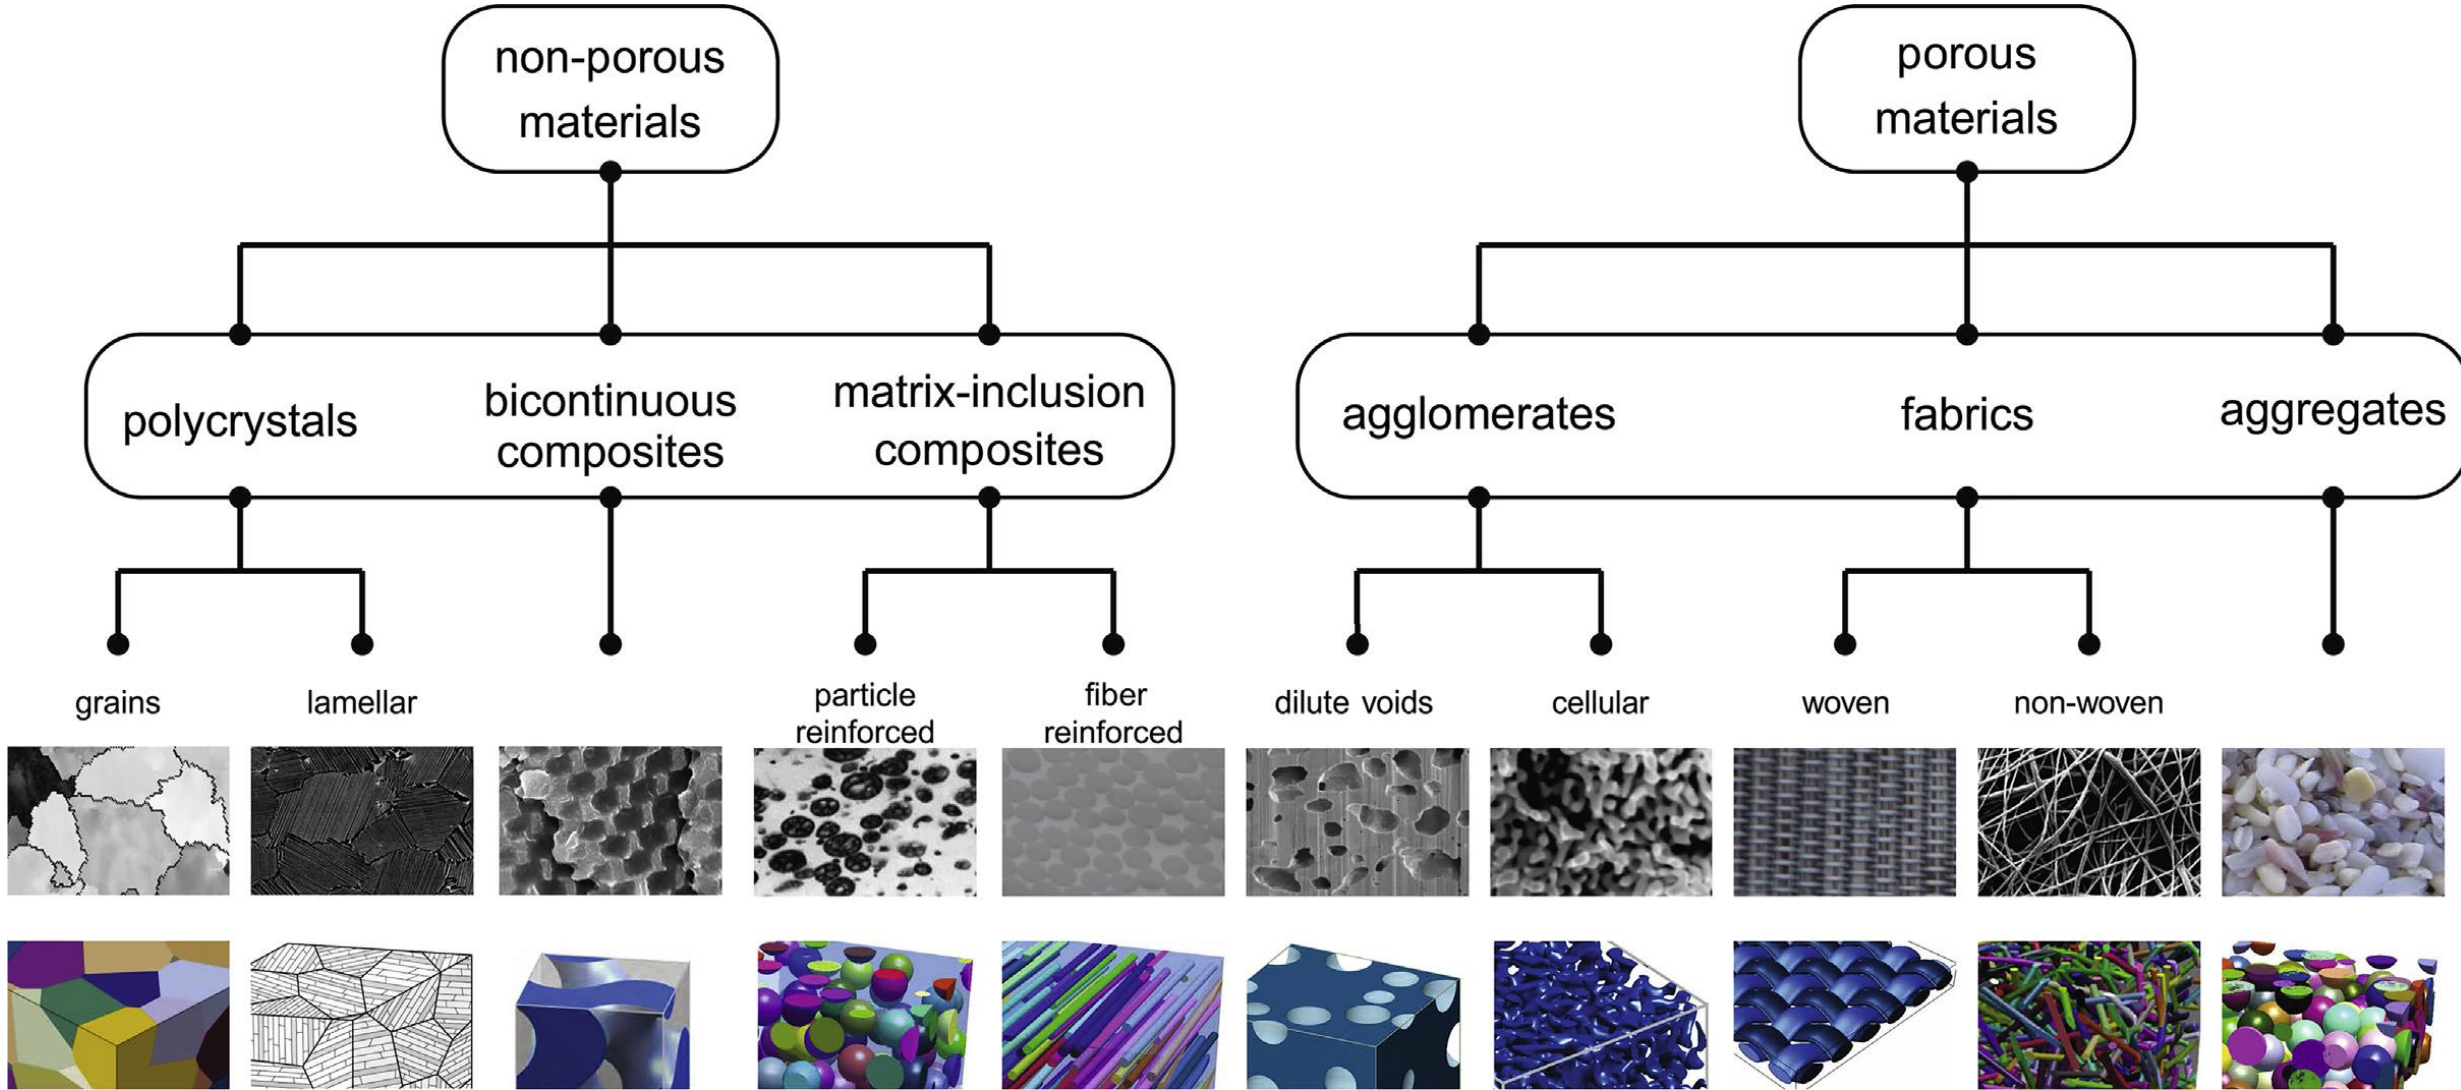 non-porous
materials
porous
materials
polycrystals
bicontinuous
composites
matrix-inclusion
composites
agglomerates
fabrics
aggregates
grains
lamellar
particle
reinforced
fiber
reinforced
dilute voids
cellular
woven
non-woven